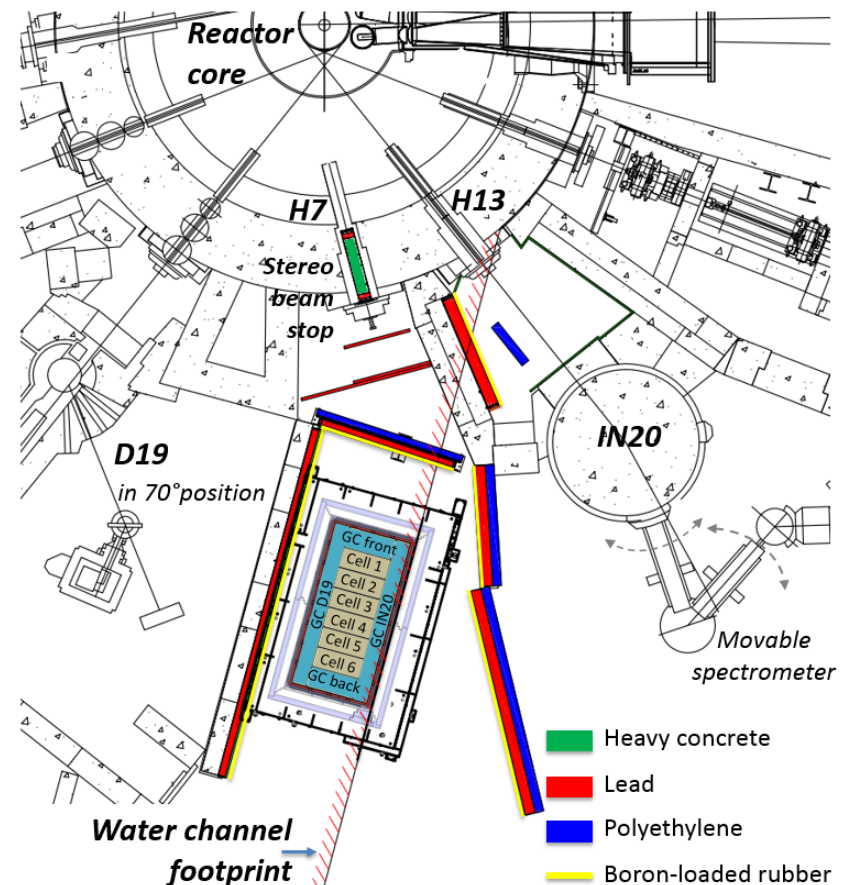 Reactor
core
H7
H13
Stereo
beam
stop
D19
in 70°position
IN20
GC front
Cell 1
Cell 2
Cell 3
Cell 4
Cell 5
Cell 6
GC back
GC D19
GC IN20
Movable
spectrometer
Heavy concrete
Lead
Polyethylene
Boron-loaded rubber
Water channel
footprint